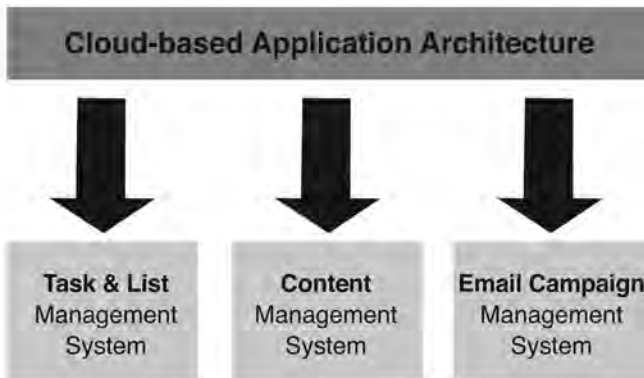 Cloud-based Application Architecture
Task & List
Management
System
Content
Management
System
Email Campaign
Management
System